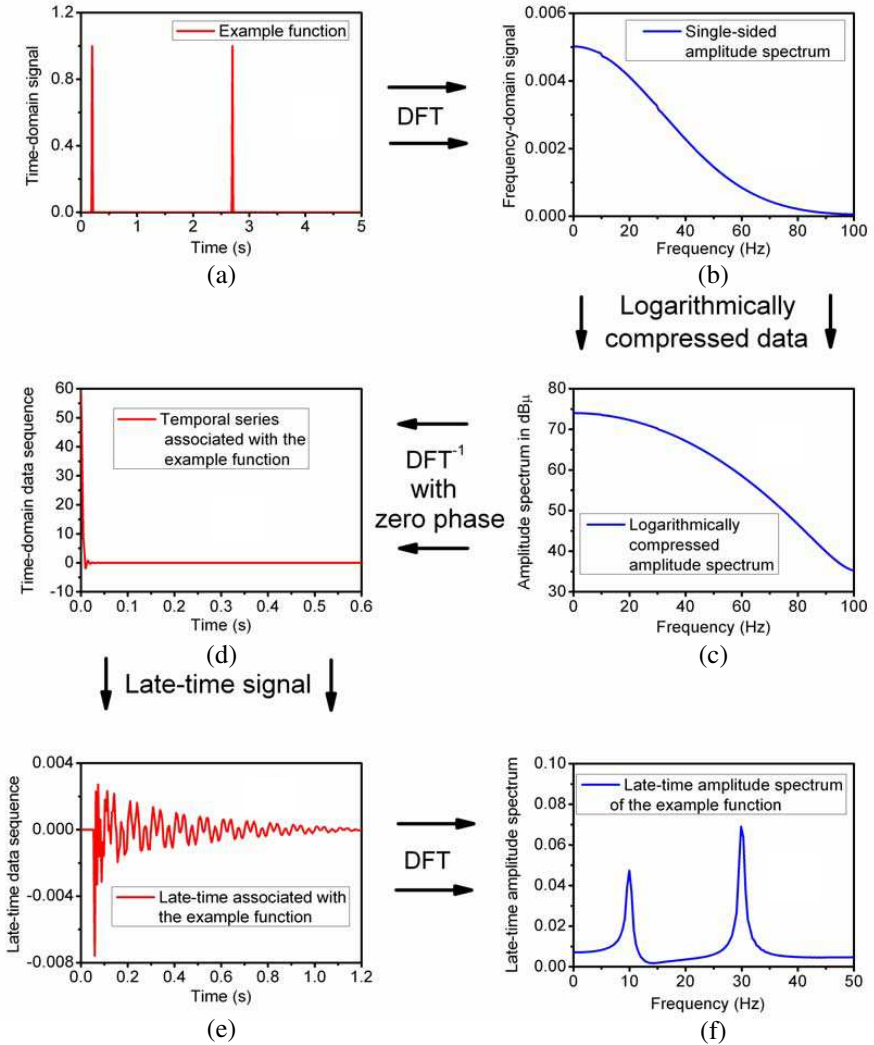 Time-domain signal
1.2
0.8
0.4
0.0
0 1 2 3 4 5
Time (s)
Example function
(a)
DFT
Frequency-domain signal
0.006
0.004
0.002
0.000
0 20 40 60 80 100
Frequency (Hz)
Single-sided
amplitude spectrum
(b)
Logarithmically
compressed data
Time-domain data sequence
60
50
40
30
20
10
0
-10
0.0 0.1 0.2 0.3 0.4 0.5 0.6
Time (s)
Temporal series
associated with the
example function
(d)
DFT-1
with
zero phase
Amplitude spectrum in dBμ
80
70
60
50
40
30
0 20 40 60 80 100
Frequency (Hz)
Logarithmically
compressed
amplitude spectrum
(c)
Late-time signal
Late-time data sequence
0.004
0.000
-0.004
-0.008
0.0 0.2 0.4 0.6 0.8 1.0 1.2
Time (s)
Late-time associated with
the example function
(e)
DFT
Late-time amplitude spectrum
0.10
0.08
0.06
0.04
0.02
0.00
0 10 20 30 40 50
Frequency (Hz)
Late-time amplitude spectrum
of the example function
(f)